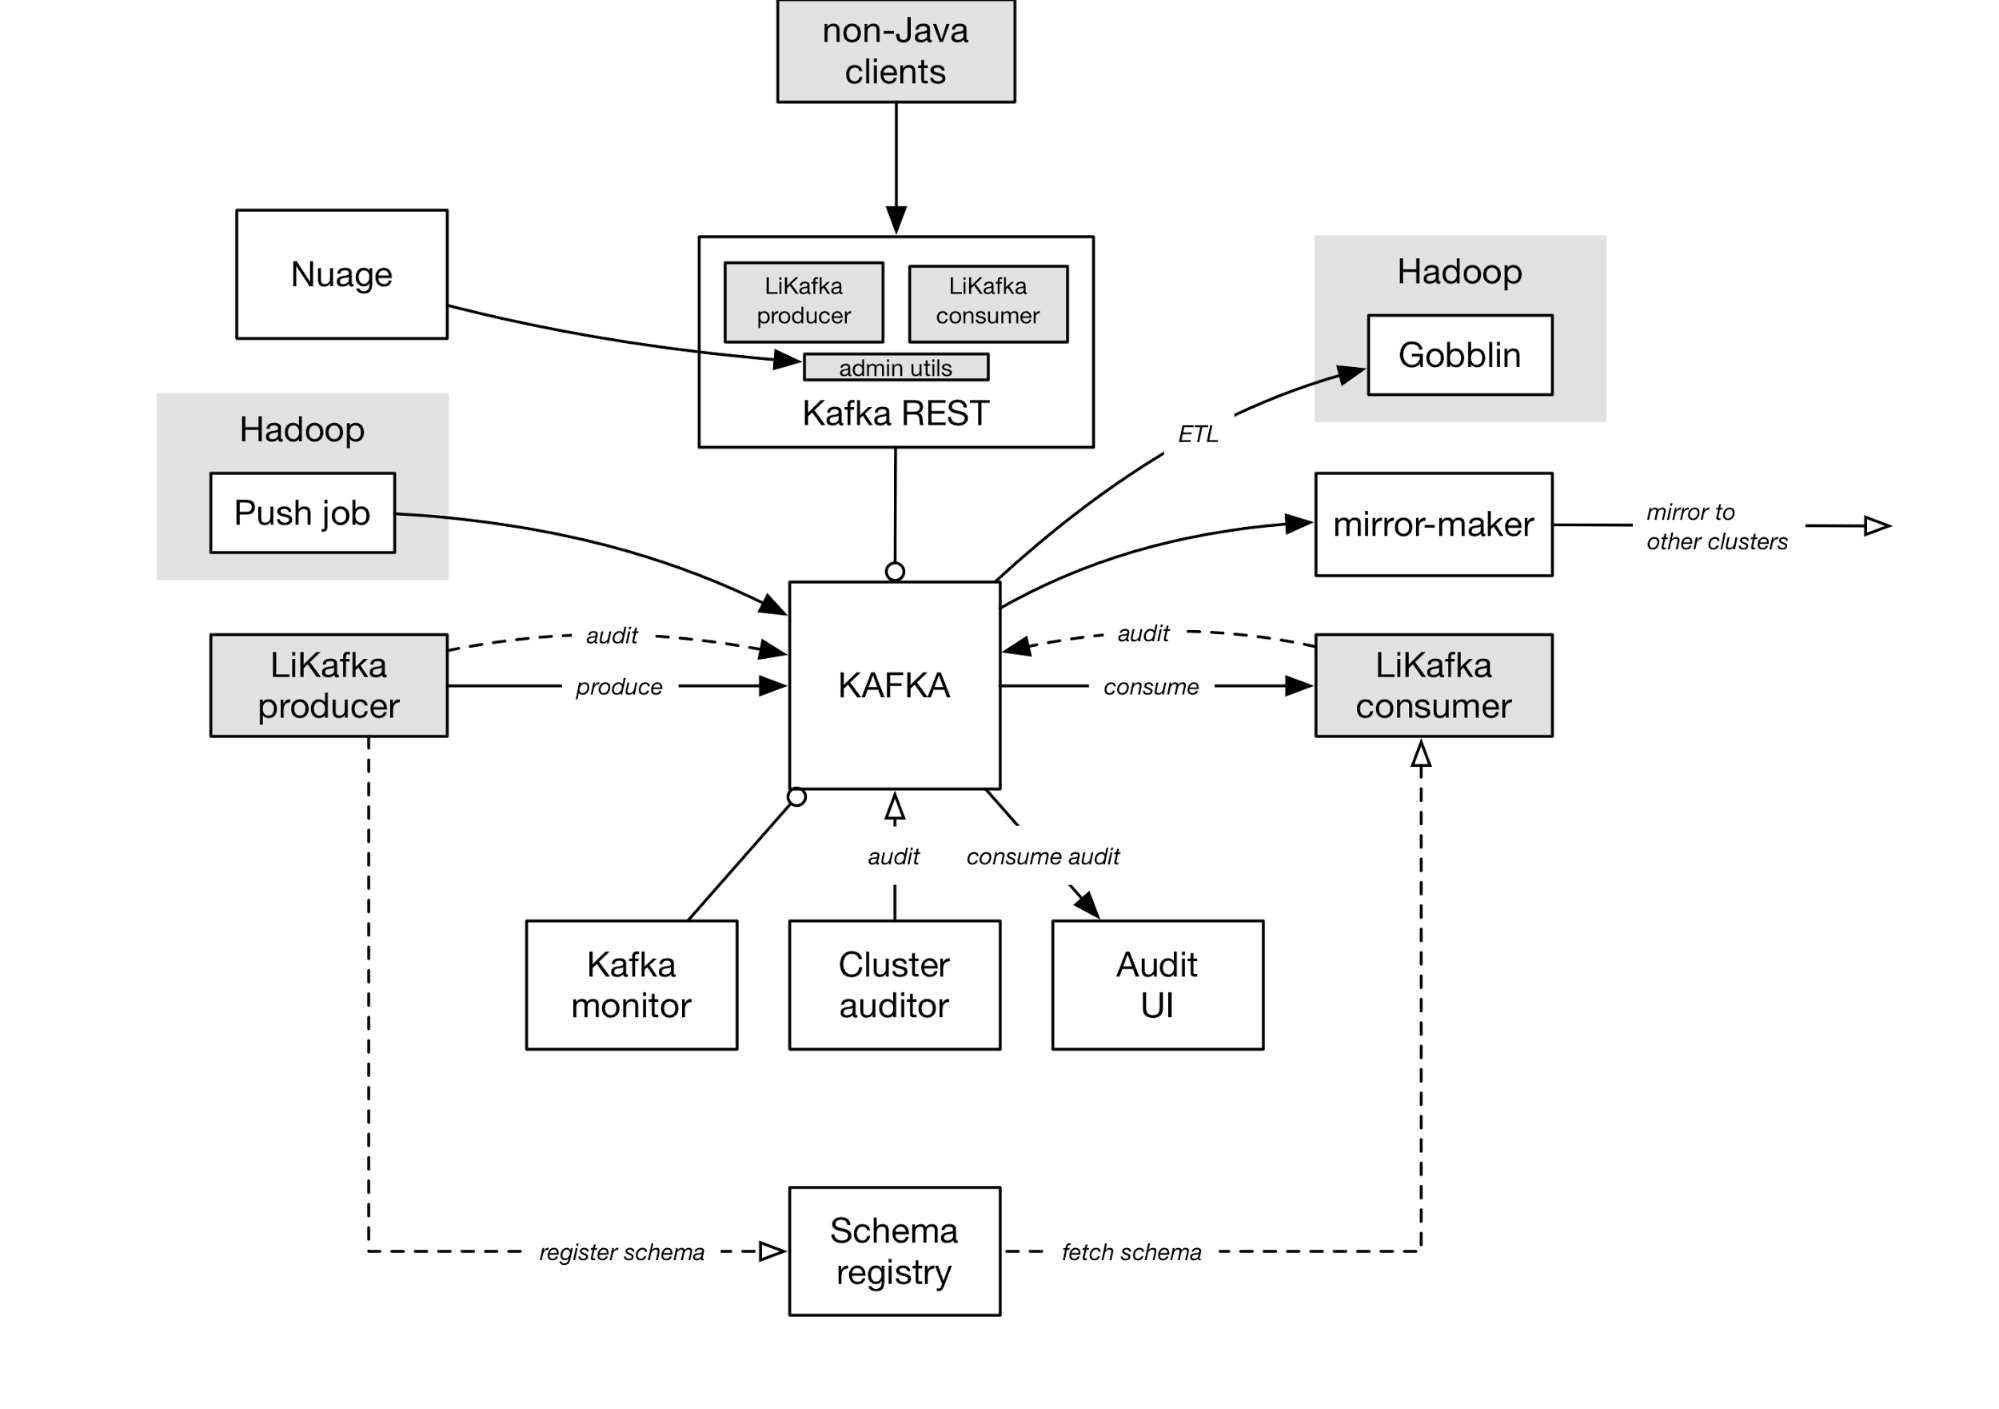 non-Java
clients
Nuage
LiKafka
producer
LiKafka
consumer
admin utils
Kafka REST
Hadoop
Gobblin
Hadoop
Push job
ETL
mirror-maker
mirror to
other clusters
LiKafka
producer
audit
produce
KAFKA
audit
consume
LiKafka
consumer
audit
consume audit
Kafka
monitor
Cluster
auditor
Audit
UI
register schema
Schema
registry
fetch schema